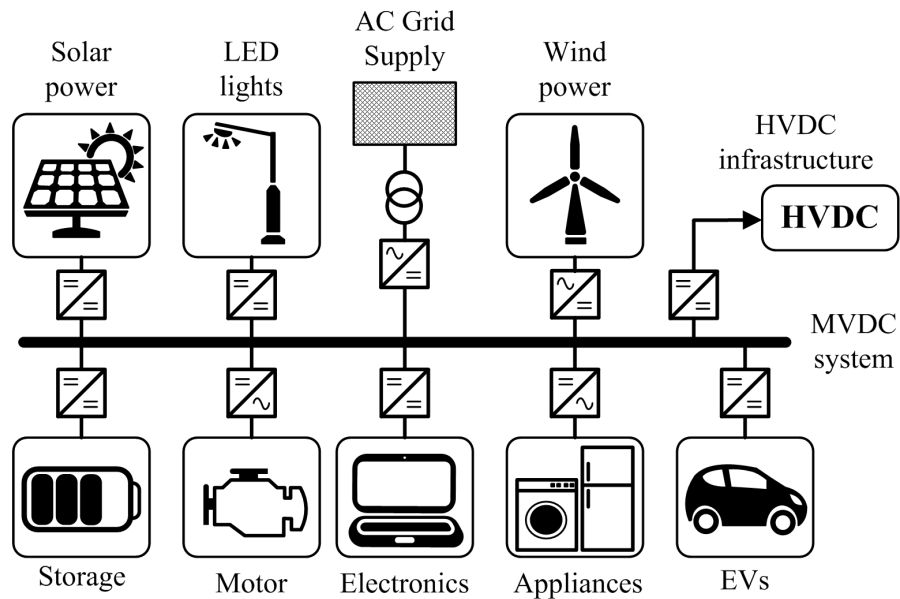 Solar
power
LED
lights
AC Grid
Supply
Wind
power
HVDC
infrastructure
HVDC
MVDC
system
Storage
Motor
Electronics
Appliances
EVs